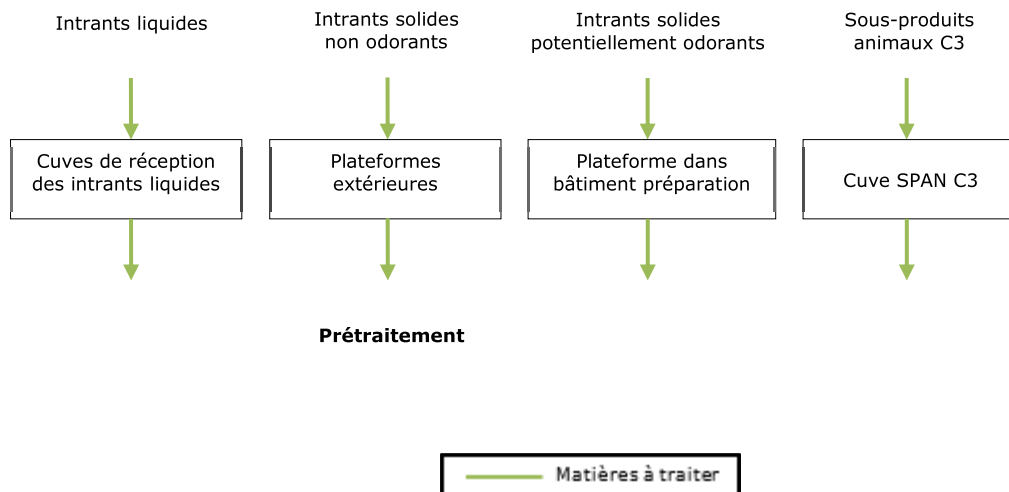 Intrants liquides
Intrants solides
non odorants
Intrants solides
potentiellement odorants
Sous-produits
animaux C3
Cuves de réception
des intrants liquides
Plateformes
extérieures
Plateforme dans
bâtiment préparation
Cuve SPAN C3
Prétraitement
Matières à traiter